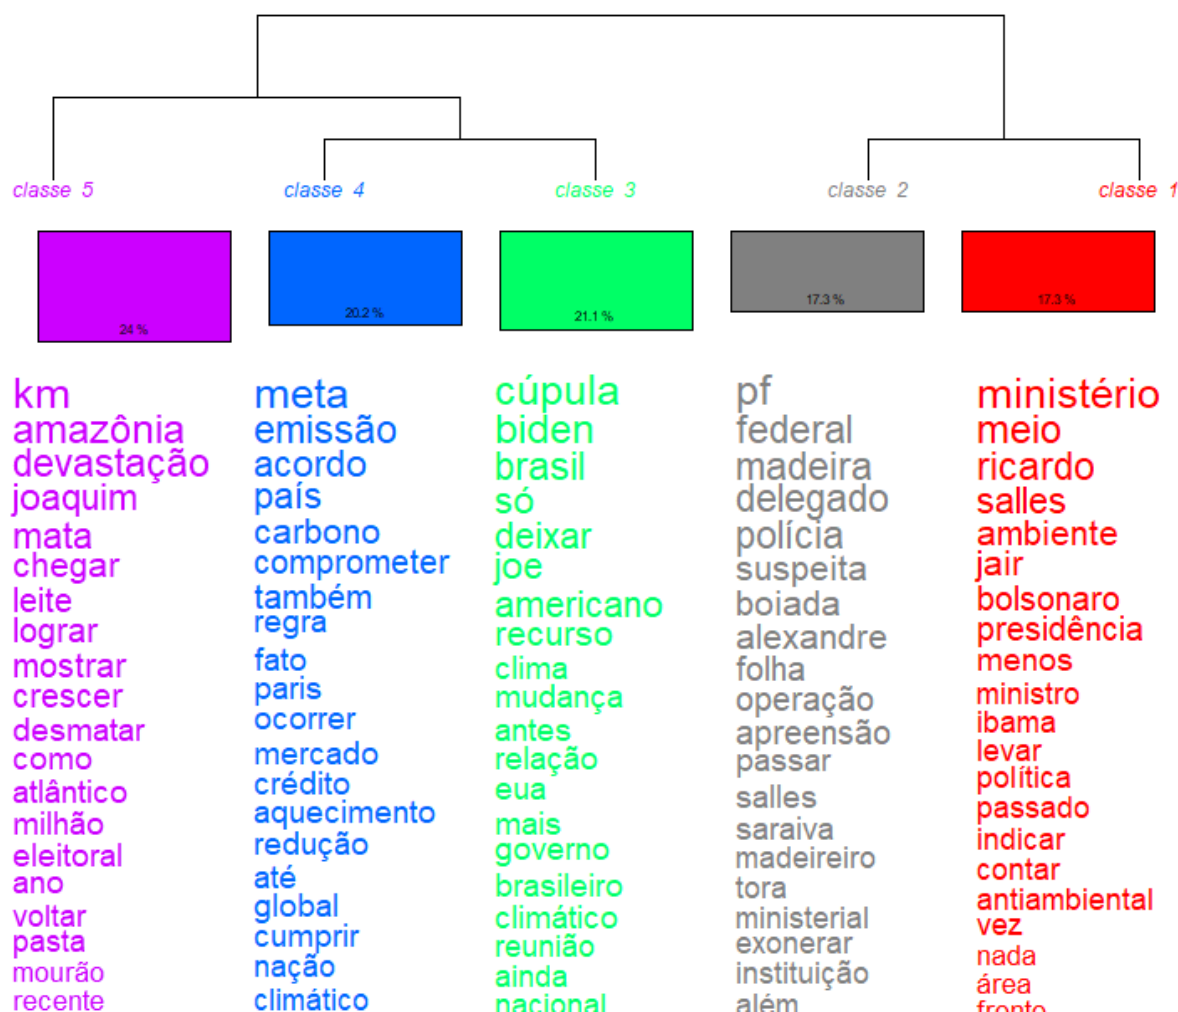 classe 5
classe 4
classe 3
classe 2
classe 1
24 %
20.2 %
21.1 %
17.3 %
17.3 %
km
amazônia
devastação
joaquim
mata
chegar
leite
lograr
mostrar
crescer
desmatar
como
atlântico
milhão
eleitoral
ano
voltar
pasta
mourão
recente
meta
emissão
acordo
país
carbono
comprometer
também
regra
fato
paris
ocorrer
mercado
crédito
aquecimento
redução
até
global
cumprir
nação
climático
cúpula
biden
brasil
só
deixar
joe
americano
recurso
clima
mudança
antes
relação
eua
mais
governo
brasileiro
climático
reunião
ainda
nacional
pf
federal
madeira
delegado
polícia
suspeita
boiada
alexandre
folha
operação
apreensão
passar
salles
saraiva
madeireiro
tora
ministerial
exonerar
instituição
além
ministério
meio
ricardo
salles
ambiente
jair
bolsonaro
presidência
menos
ministro
ibama
levar
política
passado
indicar
contar
antiambiental
vez
nada
área